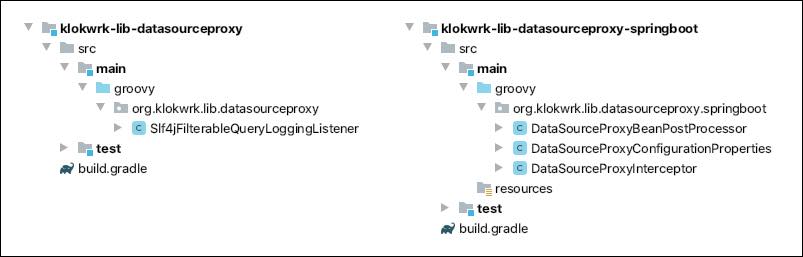 klokwrk-lib-datasourceproxy
src
main
groovy
org.klokwrk.lib.datasourceproxy
C Slf4jFilterableQueryLoggingListener
test
build.gradle
klokwrk-lib-datasourceproxy-springboot
src
main
groovy
org.klokwrk.lib.datasourceproxy.springboot
C DataSourceProxyBeanPostProcessor
C DataSourceProxyConfigurationProperties
C DataSourceProxyInterceptor
resources
test
build.gradle